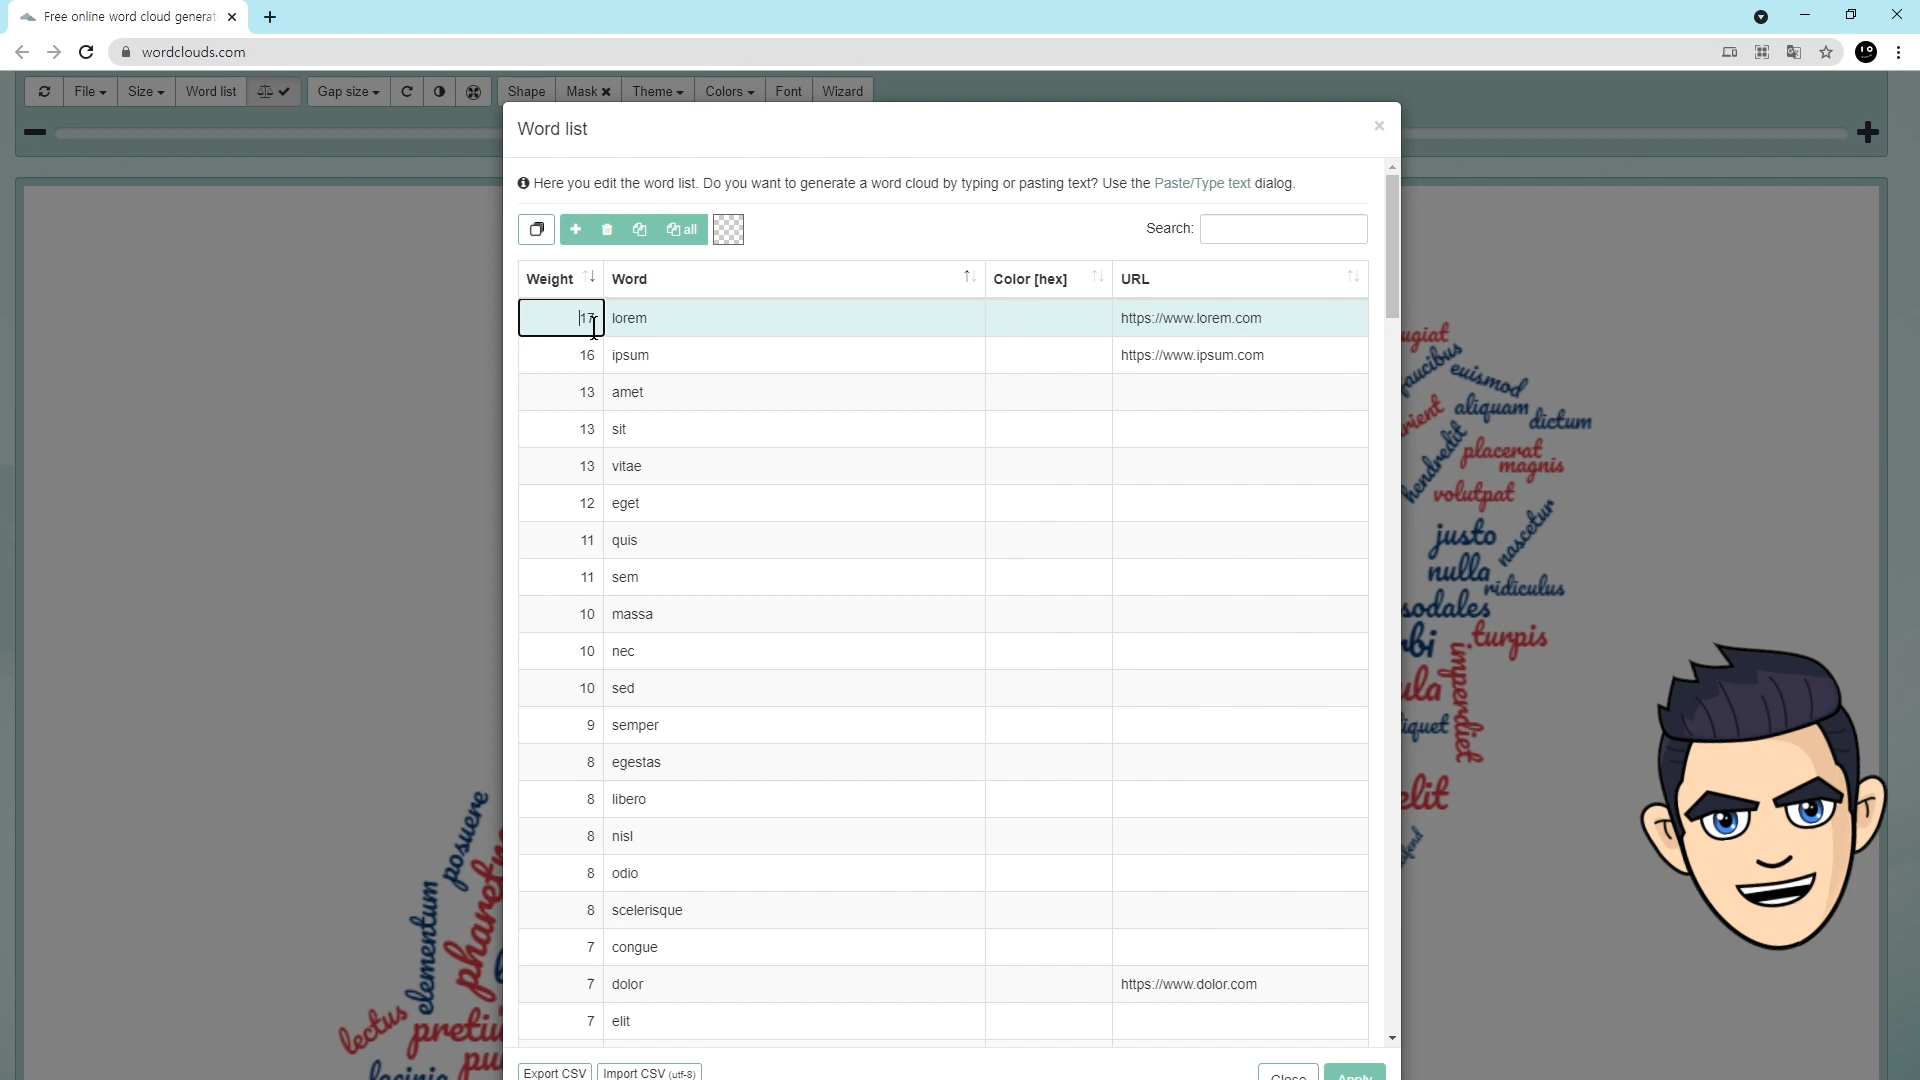 Free online word cloud generat
wordclouds.com
File Size Word list Gap size Shape Mask Theme Colors Font Wizard
Word list
Here you edit the word list. Do you want to generate a word cloud by typing or pasting text? Use the Paste/Type text dialog.
all Search:
Weight Word Color [hex] URL
17 lorem https://www.lorem.com
16 ipsum https://www.ipsum.com
13 amet
13 sit
13 vitae
12 eget
11 quis
11 sem
10 massa
10 nec
10 sed
9 semper
8 egestas
8 libero
8 nisl
8 odio
8 scelerisque
7 congue
7 dolor https://www.dolor.com
7 elit
Export CSV Import CSV (utf-8) Close Apply
posuere
elementum
lectus
faucibus
euismod
aliquam
dictum
hendrerit
placerat
magnis
volutpat
justo
nascetur
nulla
ridiculus
sodales
turpis
imperdiet
elit